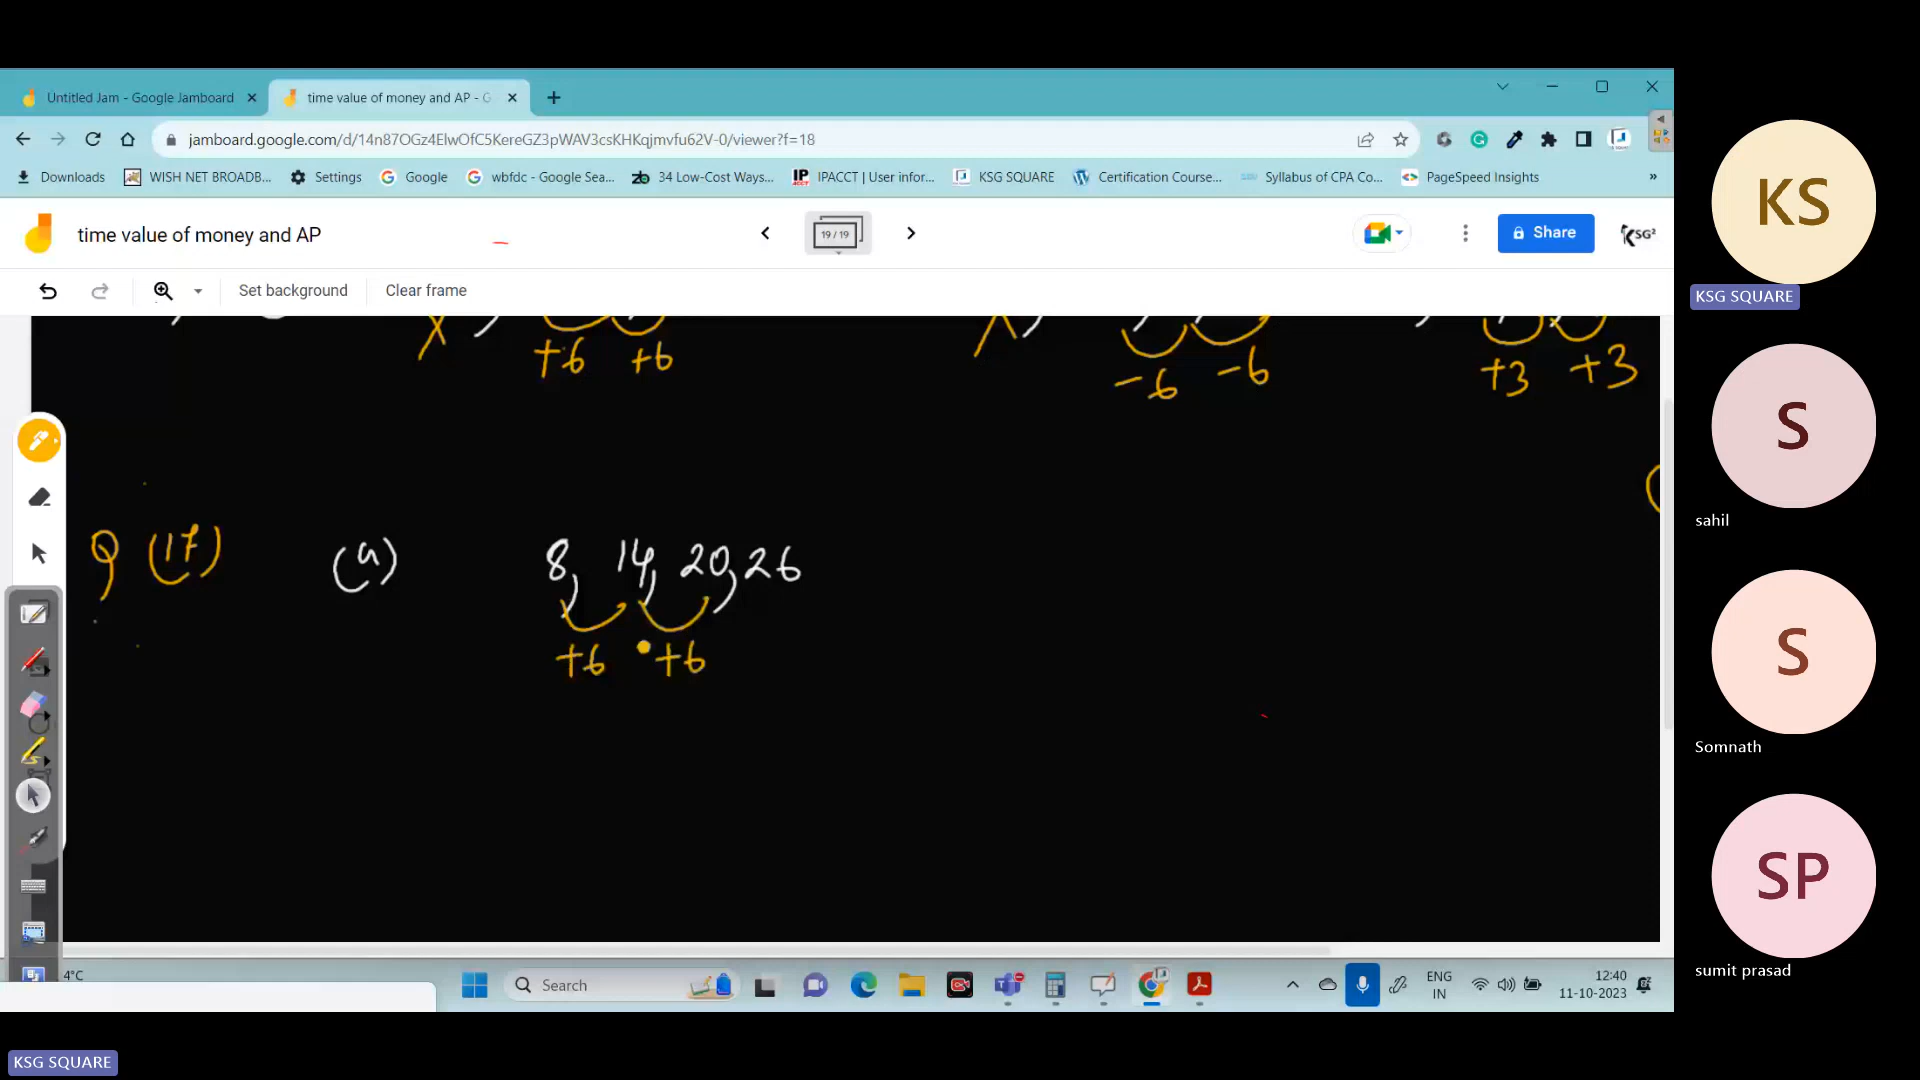 Untitled Jam - Google Jamboard
time value of money and AP - G
jamboard.google.com/d/14n87OGz4ElwOfC5KereGZ3pWAV3csKHKqjmvfu62V-0/viewer?f=18
Downloads WISH NET BROADB... Settings Google wbfdc - Google Sea... 34 Low-Cost Ways... IPACCT | User infor... KSG SQUARE Certification Course... Syllabus of CPA Co... PageSpeed Insights »
time value of money and AP
19 / 19
Share
KSG²
Set background Clear frame
+6 +6 -6 -6 +3 +3
Q (17) (a) 8, 14, 20, 26
+6 +6
4°C
Search
ENG
IN
12:40
11-10-2023
KS
KSG SQUARE
S
sahil
S
Somnath
SP
sumit prasad
KSG SQUARE